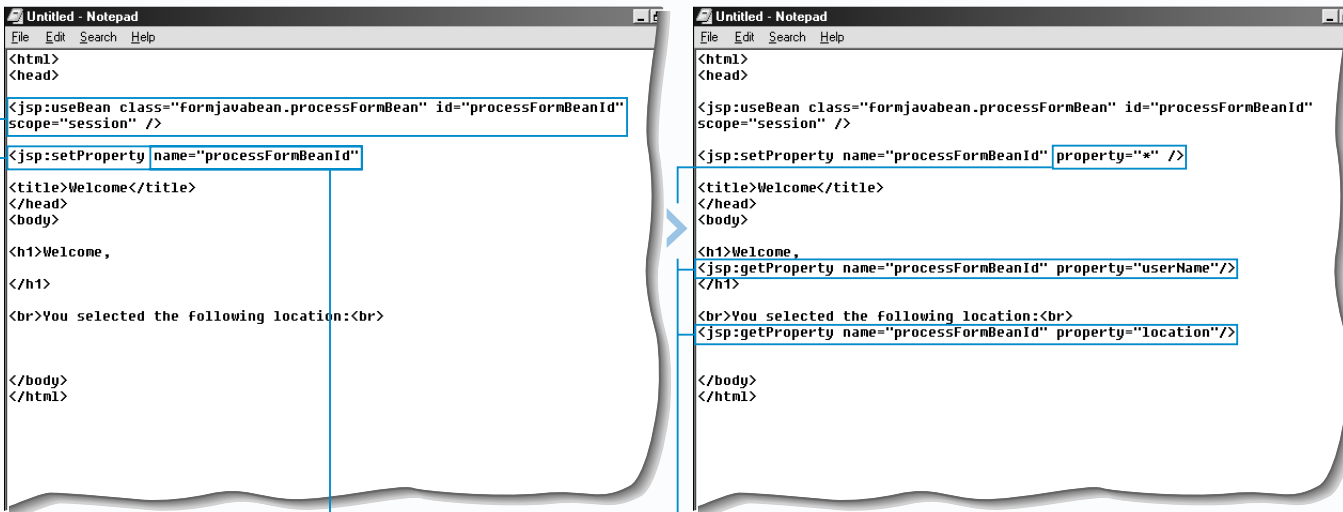 Untitled - Notepad
File Edit Search Help
<html>
<head>
<jsp:useBean class="formjavabean.processFormBean" id="processFormBeanId"
scope="session" />
<jsp:setProperty name="processFormBeanId"
<title>Welcome</title>
</head>
<body>
<h1>Welcome,
</h1>
<br>You selected the following location:<br>
</body>
</html>
Untitled - Notepad
File Edit Search Help
<html>
<head>
<jsp:useBean class="formjavabean.processFormBean" id="processFormBeanId"
scope="session" />
<jsp:setProperty name="processFormBeanId" property="*" />
<title>Welcome</title>
</head>
<body>
<h1>Welcome,
<jsp:getProperty name="processFormBeanId" property="userName"/>
</h1>
<br>You selected the following location:<br>
<jsp:getProperty name="processFormBeanId" property="location"/>
</body>
</html>